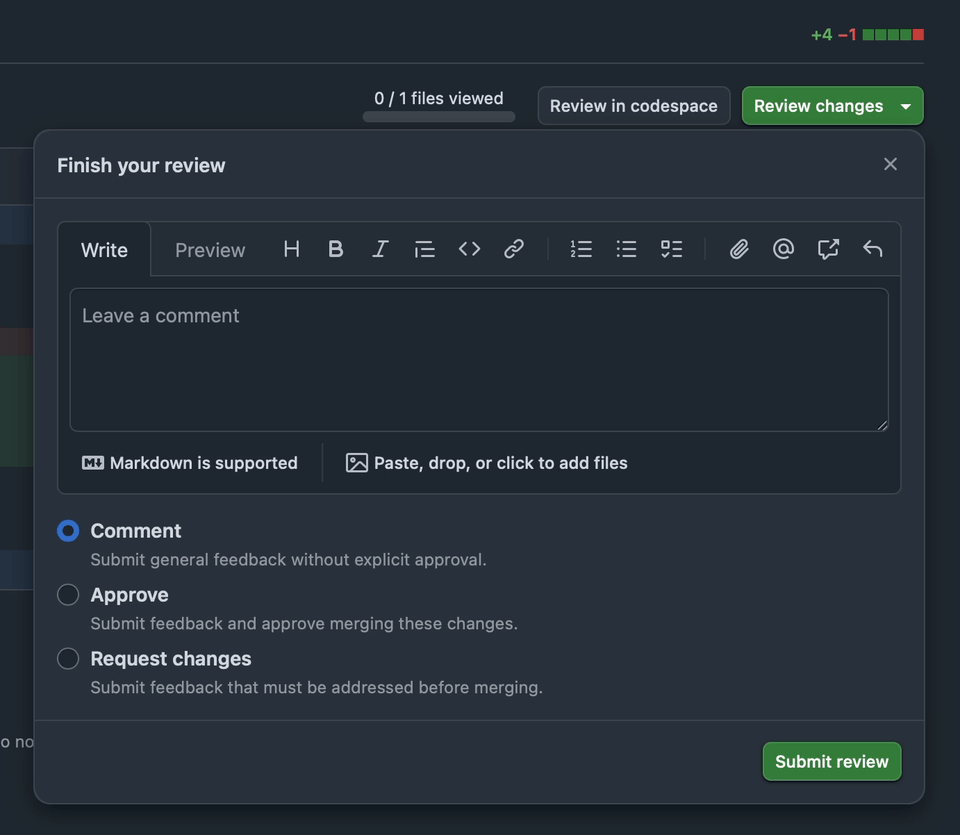 +4 −1
0 / 1 files viewed
Review in codespace
Review changes
Finish your review
Write
Preview
Leave a comment
Markdown is supported
Paste, drop, or click to add files
Comment
Submit general feedback without explicit approval.
Approve
Submit feedback and approve merging these changes.
Request changes
Submit feedback that must be addressed before merging.
o no
Submit review